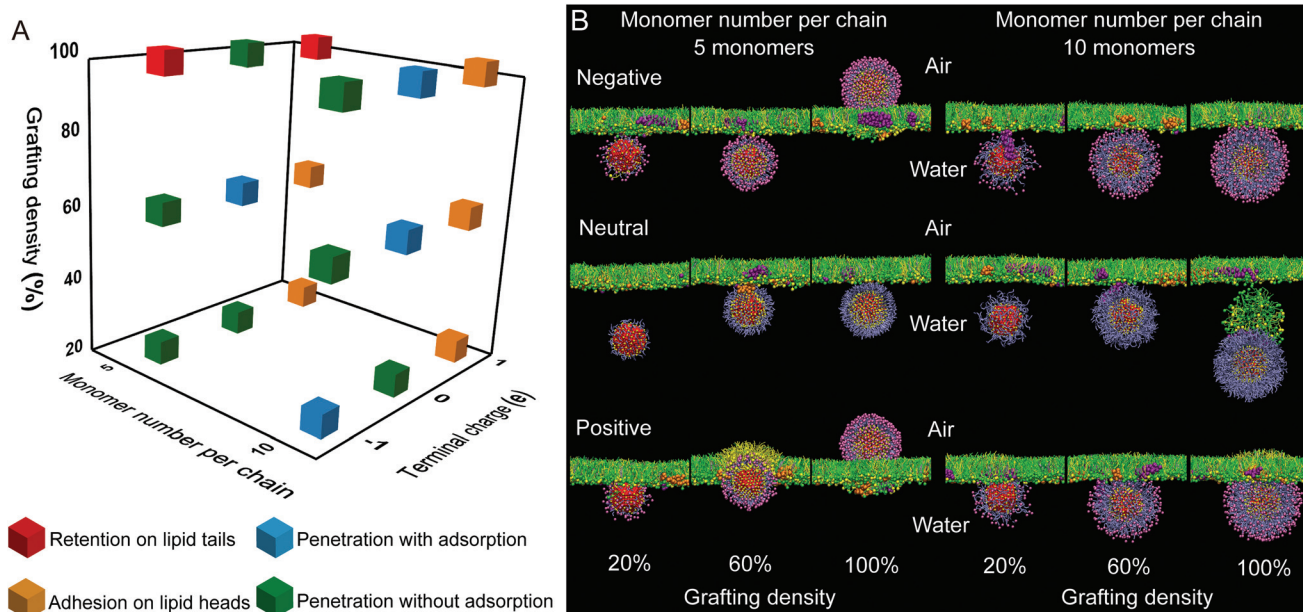 A
Grafting density (%)
100
80
60
40
20
5
10
Monomer number per chain
-1
0
1
Terminal charge (e)
Retention on lipid tails
Penetration with adsorption
Adhesion on lipid heads
Penetration without adsorption
B
Monomer number per chain
5 monomers
Monomer number per chain
10 monomers
Negative
Air
Water
Neutral
Air
Water
Positive
Air
Water
20%
60%
100%
20%
60%
100%
Grafting density
Grafting density